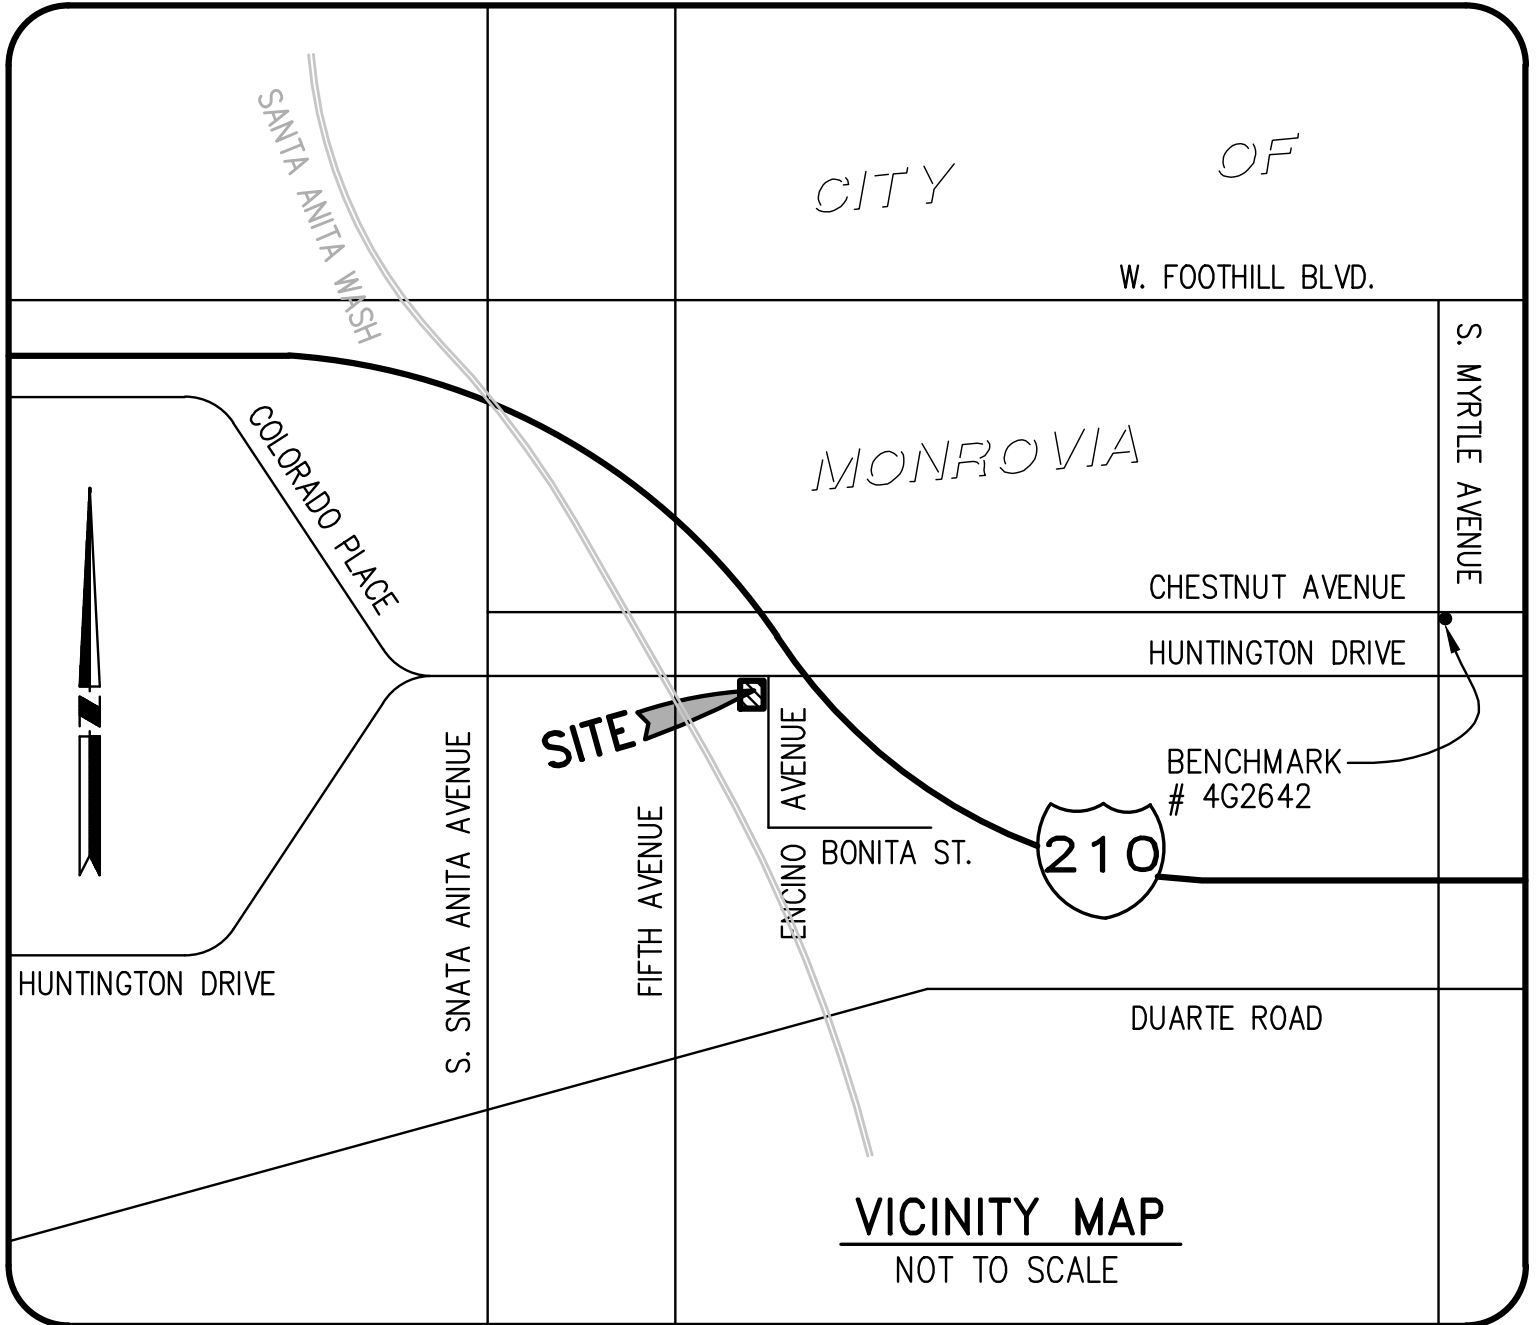 SANTA ANITA WASH
CITY OF
W. FOOTHILL BLVD.
S. MYRTLE AVENUE
COLORADO PLACE
MONROVIA
CHESTNUT AVENUE
HUNTINGTON DRIVE
N
SITE
S. SNATA ANITA AVENUE
FIFTH AVENUE
ENCINO AVENUE
BENCHMARK
# 4G2642
BONITA ST.
210
HUNTINGTON DRIVE
DUARTE ROAD
VICINITY MAP
NOT TO SCALE